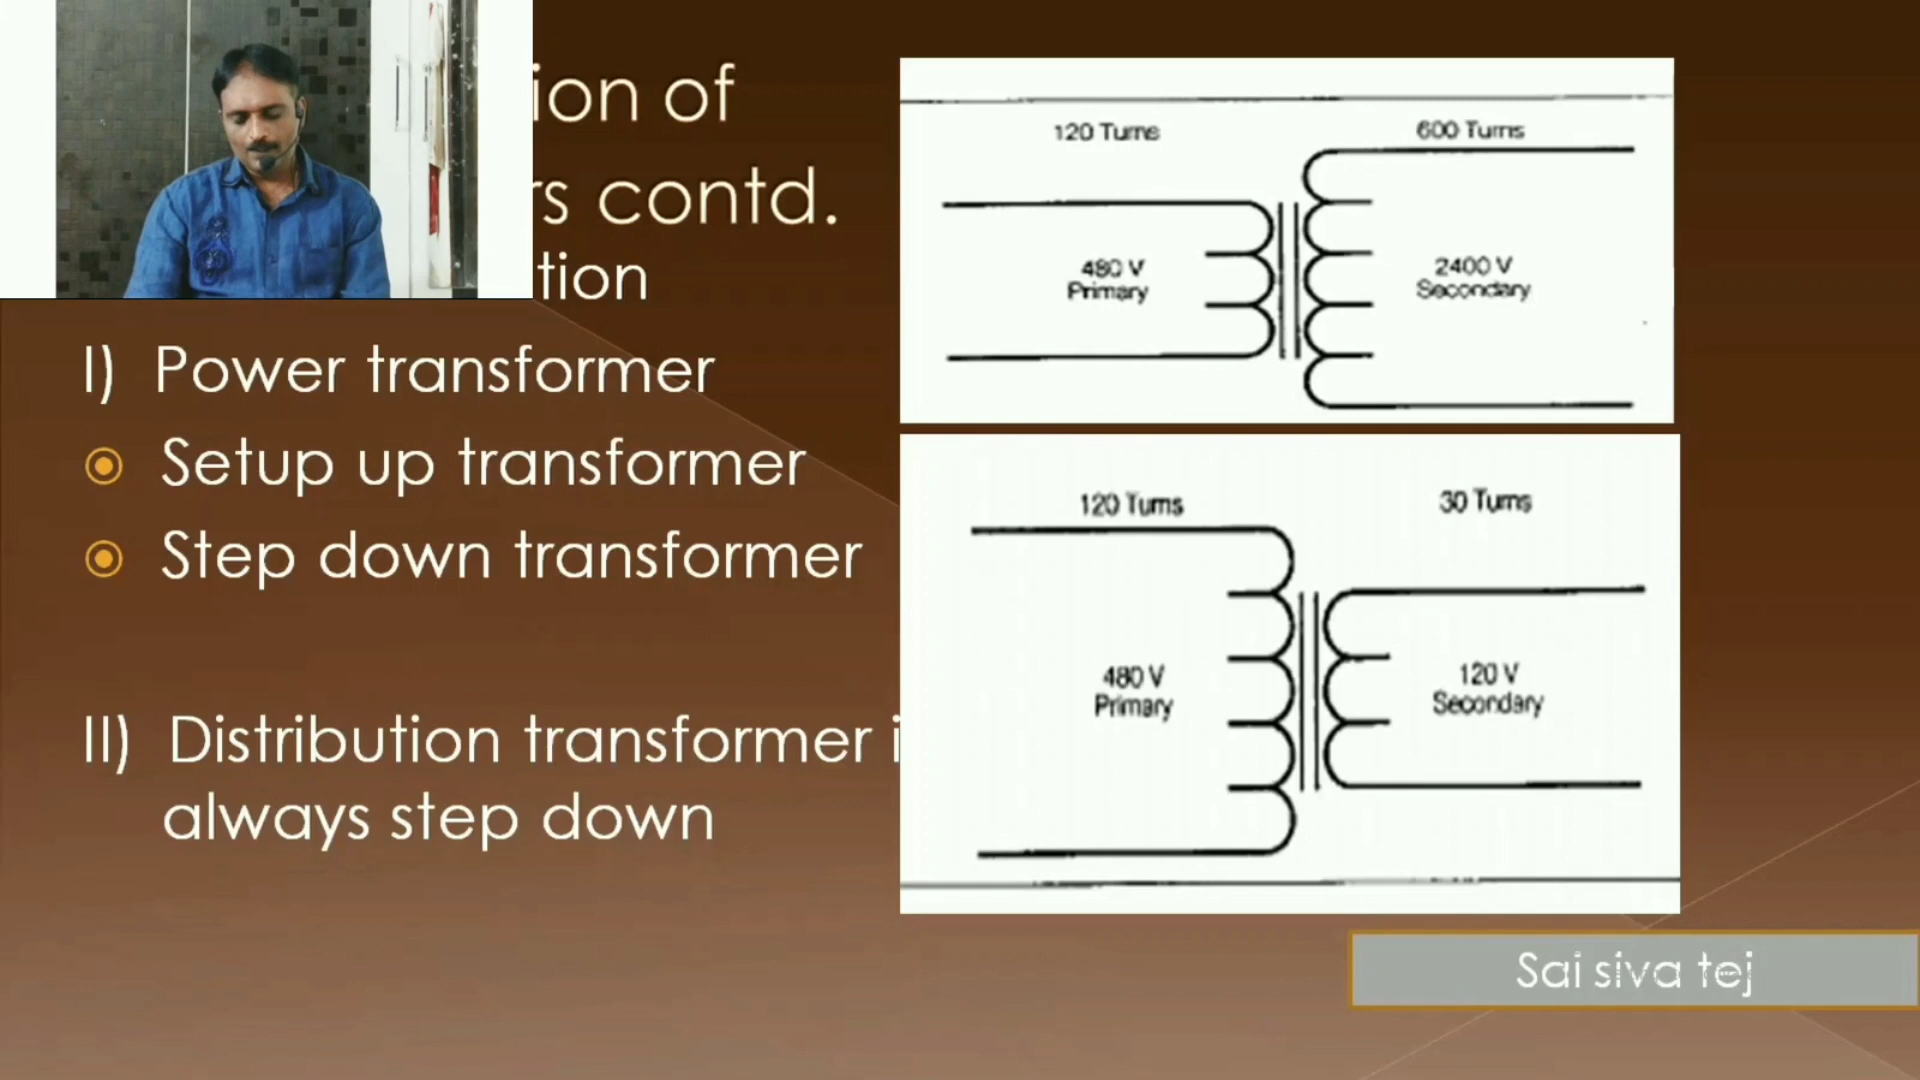 ion of
rs contd.
tion
I) Power transformer
Setup up transformer
Step down transformer
II) Distribution transformer i
always step down
120 Turns
600 Turns
480 V
Primary
2400 V
Secondary
120 Turns
30 Turns
480 V
Primary
120 V
Secondary
Sai siva tej